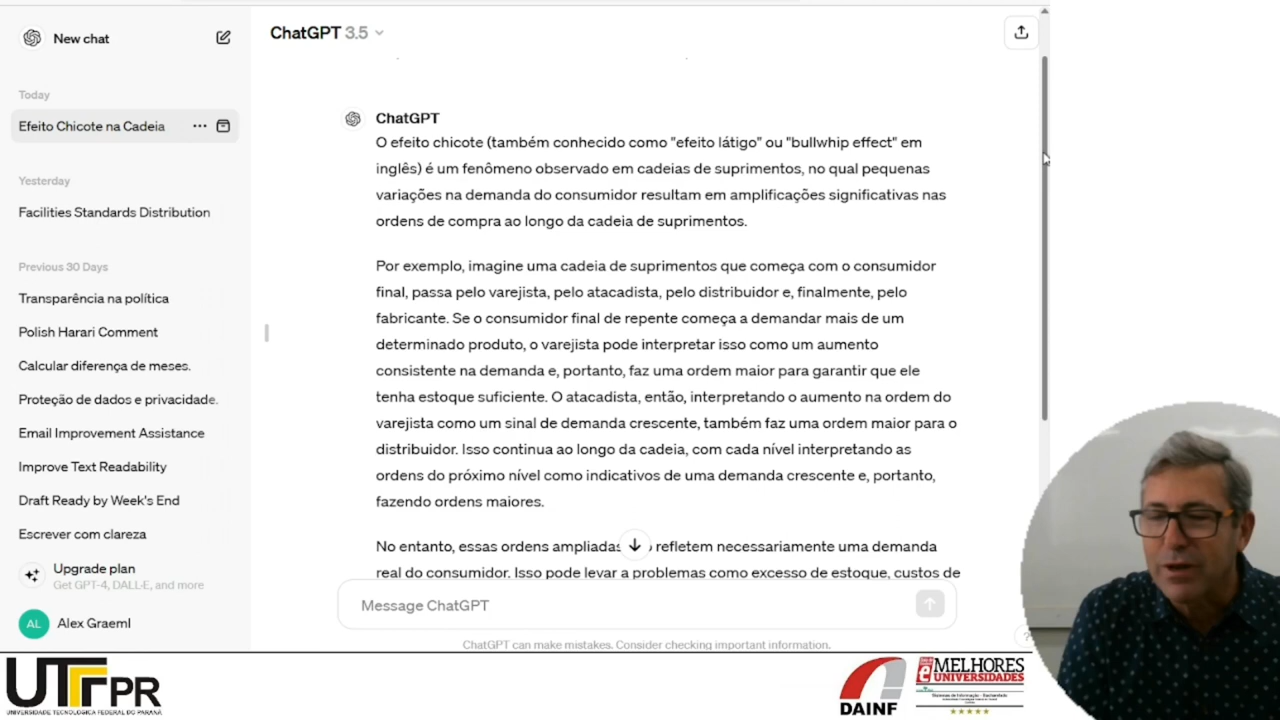 New chat
Today
Efeito Chicote na Cadeia
Yesterday
Facilities Standards Distribution
Previous 30 Days
Transparência na política
Polish Harari Comment
Calcular diferença de meses.
Proteção de dados e privacidade.
Email Improvement Assistance
Improve Text Readability
Draft Ready by Week's End
Escrever com clareza
Upgrade plan
Get GPT-4, DALL·E, and more
AL Alex Graeml
ChatGPT 3.5
ChatGPT
O efeito chicote (também conhecido como "efeito látigo" ou "bullwhip effect" em
inglês) é um fenômeno observado em cadeias de suprimentos, no qual pequenas
variações na demanda do consumidor resultam em amplificações significativas nas
ordens de compra ao longo da cadeia de suprimentos.
Por exemplo, imagine uma cadeia de suprimentos que começa com o consumidor
final, passa pelo varejista, pelo atacadista, pelo distribuidor e, finalmente, pelo
fabricante. Se o consumidor final de repente começa a demandar mais de um
determinado produto, o varejista pode interpretar isso como um aumento
consistente na demanda e, portanto, faz uma ordem maior para garantir que ele
tenha estoque suficiente. O atacadista, então, interpretando o aumento na ordem do
varejista como um sinal de demanda crescente, também faz uma ordem maior para o
distribuidor. Isso continua ao longo da cadeia, com cada nível interpretando as
ordens do próximo nível como indicativos de uma demanda crescente e, portanto,
fazendo ordens maiores.
No entanto, essas ordens ampliadas refletem necessariamente uma demanda
real do consumidor. Isso pode levar a problemas como excesso de estoque, custos de
Message ChatGPT
ChatGPT can make mistakes. Consider checking important information.
?
UTFPR
UNIVERSIDADE TECNOLÓGICA FEDERAL DO PARANÁ
DAINF
MELHORES
UNIVERSIDADES
Sistemas de Informação - Bacharelado